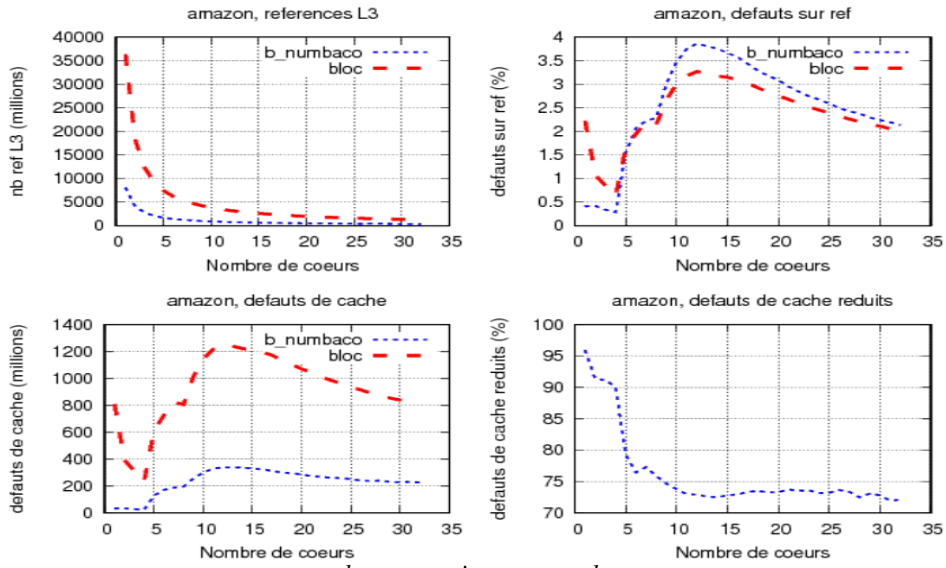 amazon, references L3
nb ref L3 (millions)
40000
35000
30000
25000
20000
15000
10000
5000
0
b_numbaco
bloc
0 5 10 15 20 25 30 35
Nombre de coeurs
amazon, defauts sur ref
defauts sur ref (%)
4
3.5
3
2.5
2
1.5
1
0.5
0
b_numbaco
bloc
0 5 10 15 20 25 30 35
Nombre de coeurs
amazon, defauts de cache
defauts de cache (millions)
1400
1200
1000
800
600
400
200
0
b_numbaco
bloc
0 5 10 15 20 25 30 35
Nombre de coeurs
amazon, defauts de cache reduits
defauts de cache reduits (%)
100
95
90
85
80
75
70
0 5 10 15 20 25 30 35
Nombre de coeurs